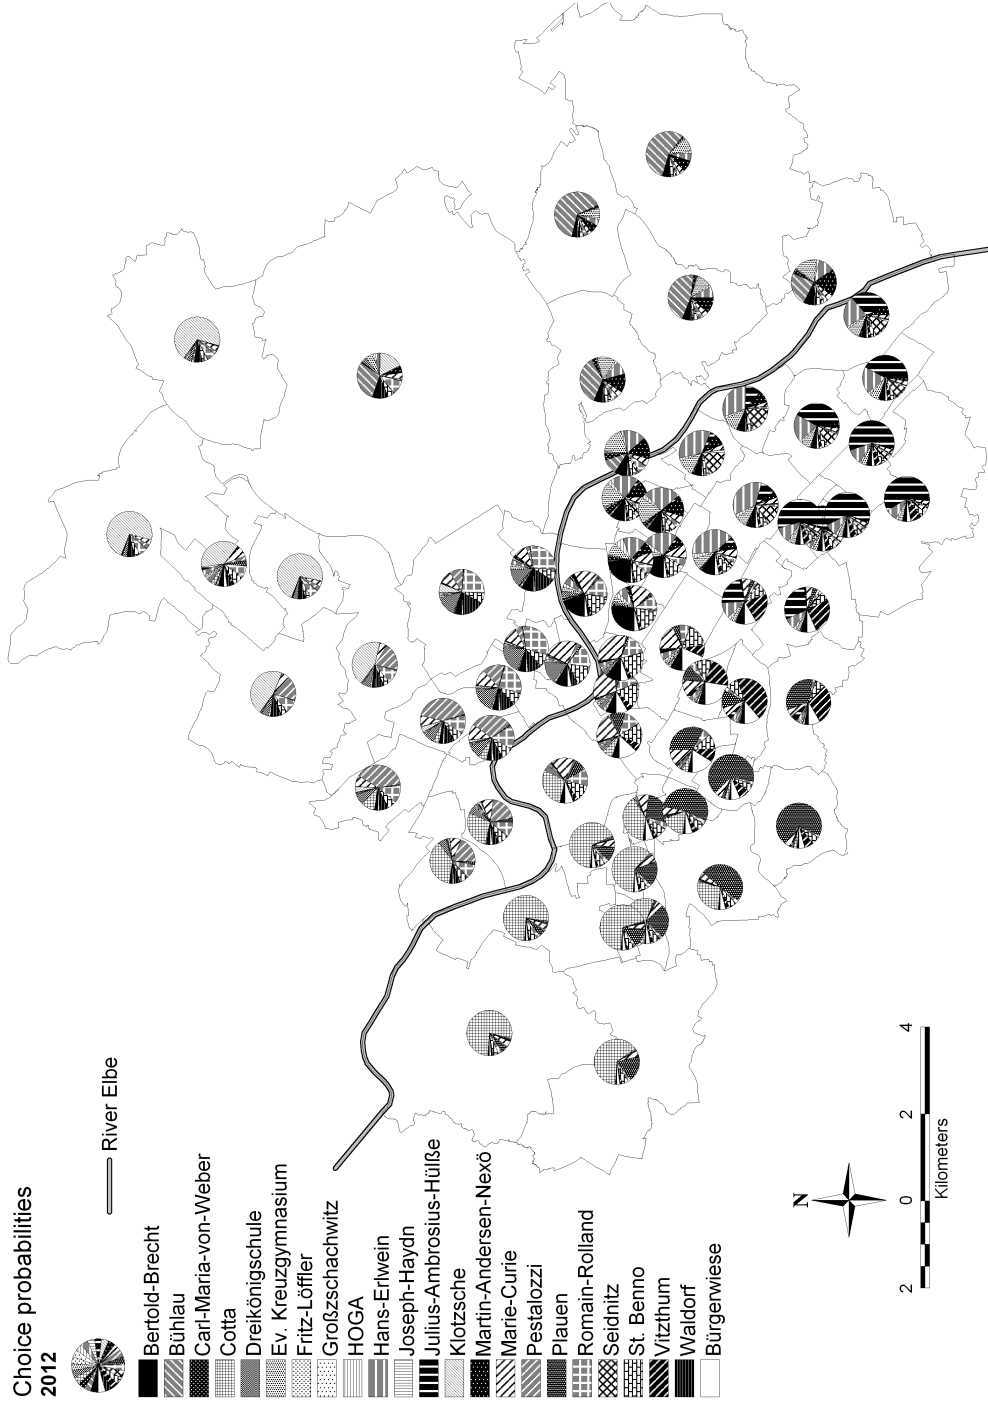 Choice probabilities
2012
River Elbe
Bertold-Brecht
Bühlau
Carl-Maria-von-Weber
Cotta
Dreikönigschule
Ev. Kreuzgymnasium
Fritz-Löffler
Großzschachwitz
HOGA
Hans-Erlwein
Joseph-Haydn
Julius-Ambrosius-Hülße
Klotzsche
Martin-Andersen-Nexö
Marie-Curie
Pestalozzi
Plauen
Romain-Rolland
Seidnitz
St. Benno
Vitzthum
Waldorf
Bürgerwiese
N
2 0 2 4
Kilometers